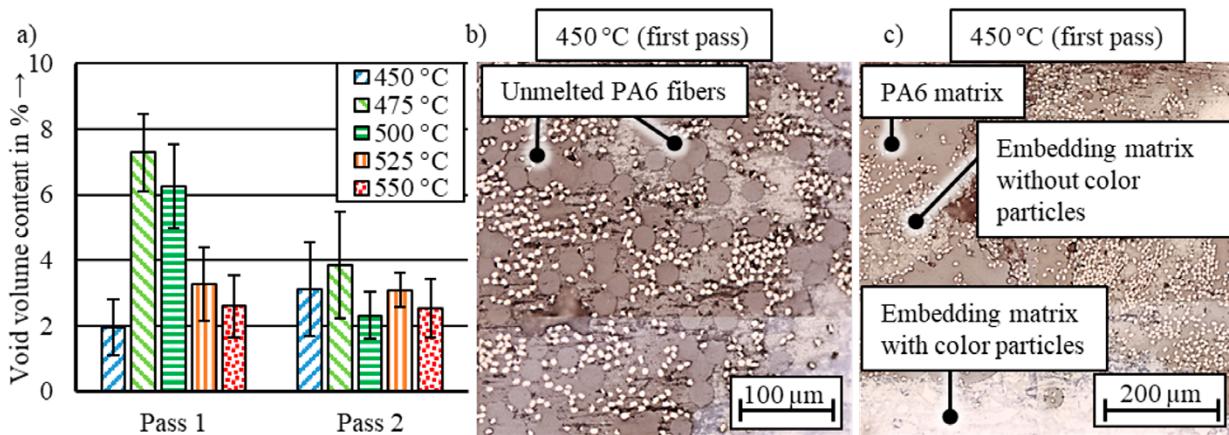 a)
Void volume content in % →
10
8
6
4
2
0
450 °C
475 °C
500 °C
525 °C
550 °C
Pass 1
Pass 2
b)
450 °C (first pass)
Unmelted PA6 fibers
100 µm
c)
450 °C (first pass)
PA6 matrix
Embedding matrix
without color
particles
Embedding matrix
with color particles
200 µm